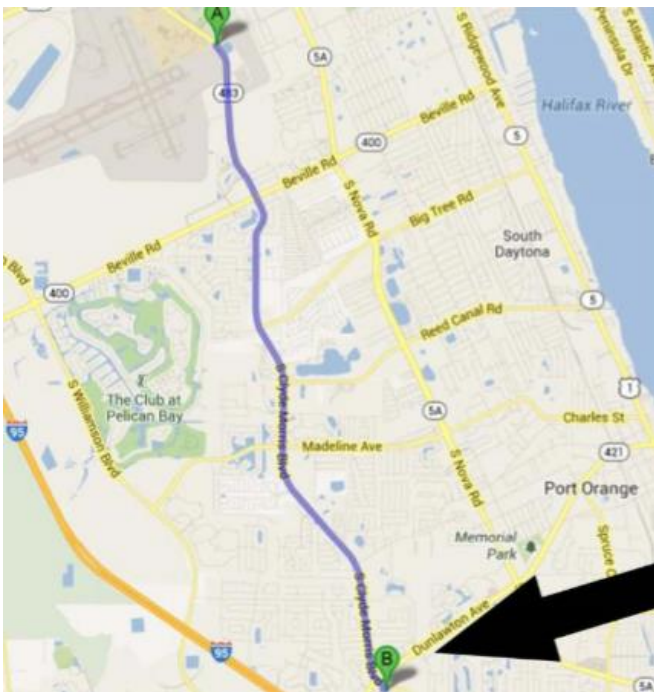 A
483
5A
S Ridgewood Ave
Peninsula Dr
S Atlantic
Halifax River
Beville Rd
400
5
Beville Rd
S Nova Rd
Big Tree Rd
South
Daytona
Beville Rd
400
5
Reed Canal Rd
S Williamson Blvd
The Club at
Pelican Bay
S Clyde Morris Blvd
1
5A
Charles St
95
Madeline Ave
421
S Nova Rd
Port Orange
Memorial
Park
Spruce
S Clyde Morris Blvd
Dunlawton Ave
95
B
5A